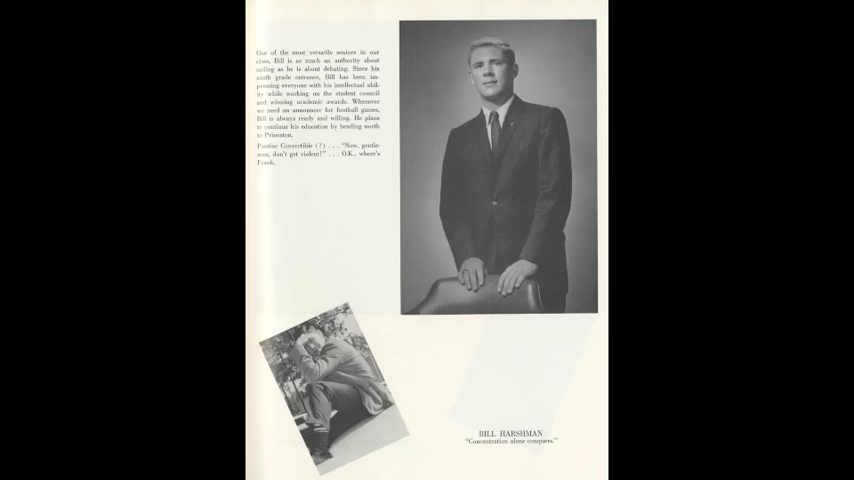 One of the most versatile seniors in our
class, Bill is as much an authority about
sailing as he is about debating. Since his
ninth grade entrance, Bill has been im-
pressing everyone with his intellectual abil-
ity while working on the student council
and winning academic awards. Whenever
we need an announcer for football games,
Bill is always ready and willing. He plans
to continue his education by heading north
to Princeton.
Pontiac Convertible (?) . . . "Now, gentle-
men, don't get violent!" . . . O.K., where's
Frank.
BILL HARSHMAN
"Concentration alone conquers."